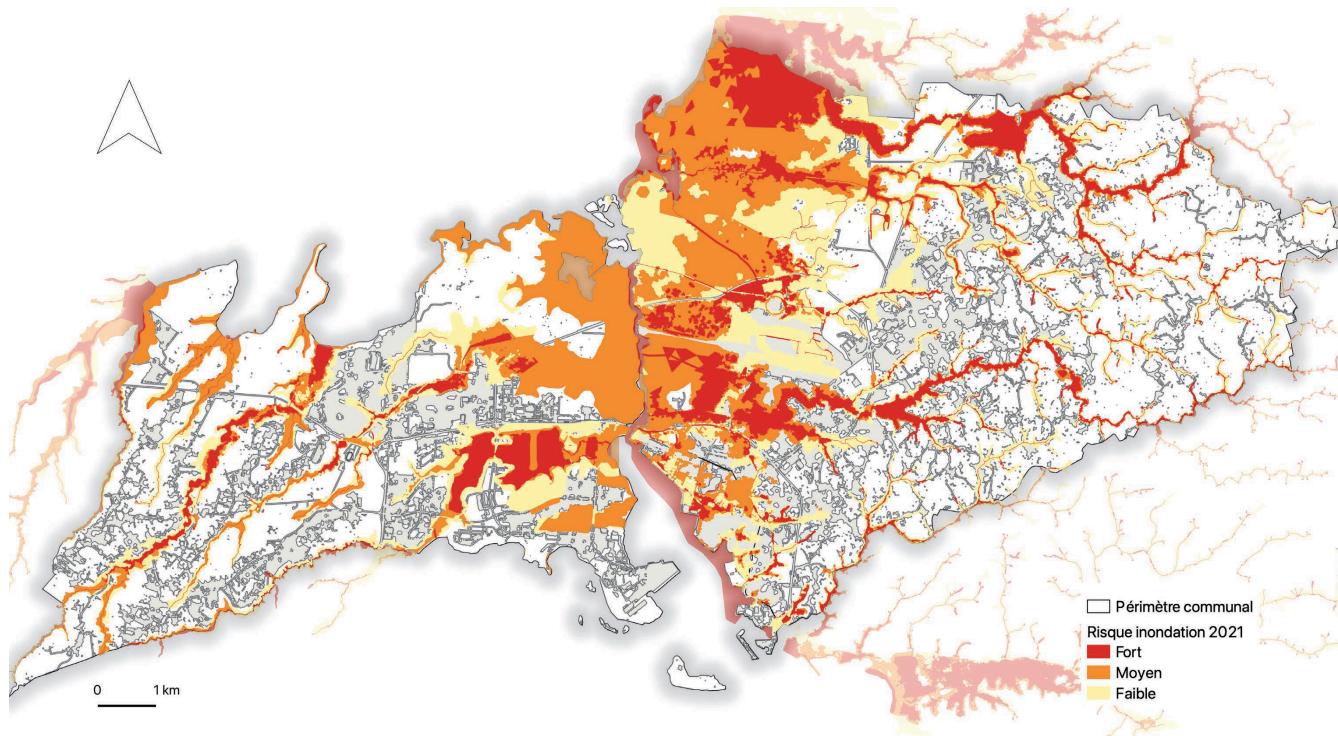 Périmètre communal
Risque inondation 2021
Fort
Moyen
Faible
0 1 km